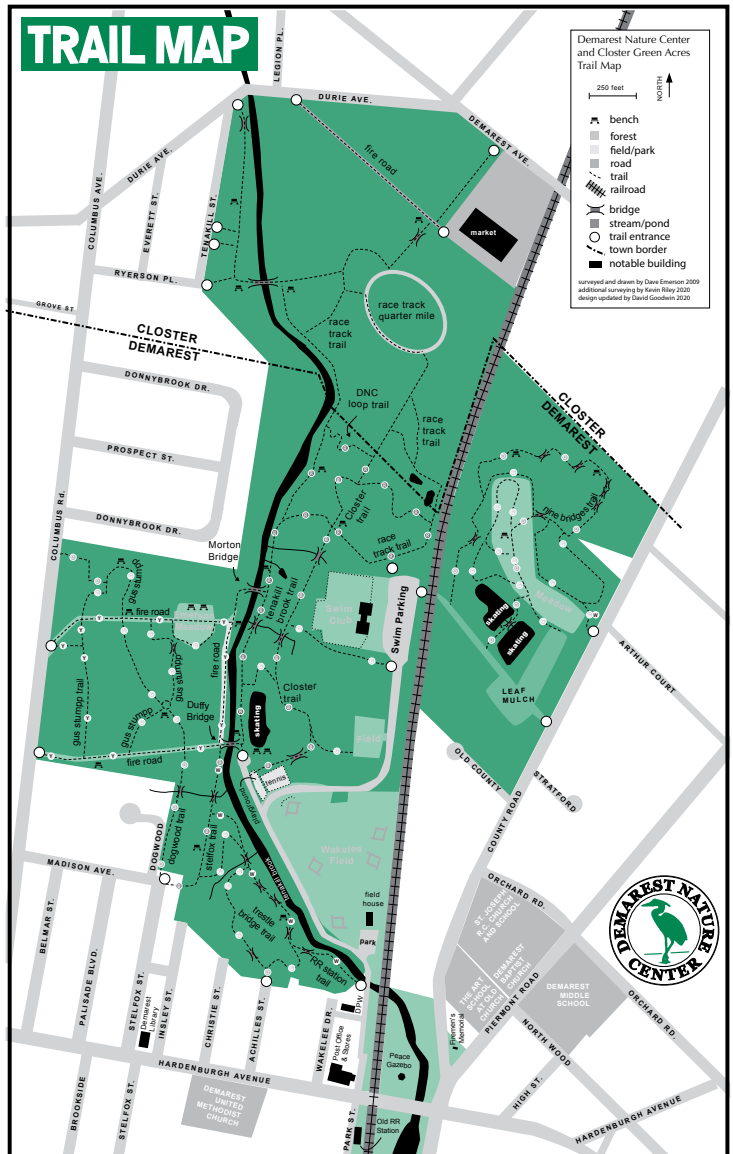 TRAIL MAP
Demarest Nature Center
and Closter Green Acres
Trail Map
250 feet
NORTH
bench
forest
field/park
road
trail
railroad
bridge
stream/pond
trail entrance
town border
notable building
surveyed and drawn by Dave Emerson 2009
additional surveying by Kevin Riley 2020
design updated by David Goodwin 2020
LEGION PL.
DURIE AVE.
DEMAREST AVE.
DURIE AVE.
COLUMBUS AVE.
EVERETT ST.
TENAKILL ST.
fire road
market
RYERSON PL.
GROVE ST
race track
quarter mile
race
track
trail
CLOSTER
DEMAREST
DNC
loop trail
race
track
trail
CLOSTER
DEMAREST
DONNYBROOK DR.
PROSPECT ST.
DONNYBROOK DR.
COLUMBUS Rd.
Closter
trail
nine bridges trail
race
track trail
Morton
Bridge
tenakill
brook trail
Swim
Club
Swim Parking
Meadow
skating
skating
LEAF
MULCH
ARTHUR COURT
gus stumpp
fire road
fire road
gus stumpp trail
gus stumpp
gus stumpp
Duffy
Bridge
fire road
skating
Closter
trail
Field
tennis
playground
OLD COUNTY
STRATFORD
COUNTY ROAD
DOGWOOD
dogwood trail
stelfox trail
Wakelee
Field
tenakill brook
MADISON AVE.
field
house
park
trestle
bridge trail
RR station
trail
ORCHARD RD.
ST. JOSEPH
R.C. CHURCH
AND SCHOOL
THE ART
SCHOOL
AT OLD
CHURCH
DEMAREST
BAPTIST
CHURCH
PIERMONT ROAD
DEMAREST
MIDDLE
SCHOOL
ORCHARD RD.
DEMAREST NATURE
CENTER
BELMAR ST.
PALISADE BLVD.
STELFOX ST.
Demarest
Library
INSLEY ST.
CHRISTIE ST.
ACHILLES ST.
WAKELEE DR.
DPW
Post Office
& Stores
Peace
Gazebo
Firemen's
Memorial
NORTH WOOD
HIGH ST.
HARDENBURGH AVENUE
HARDENBURGH AVENUE
BROOKSIDE
STELFOX ST.
DEMAREST
UNITED
METHODIST
CHURCH
PARK ST.
Old RR
Station